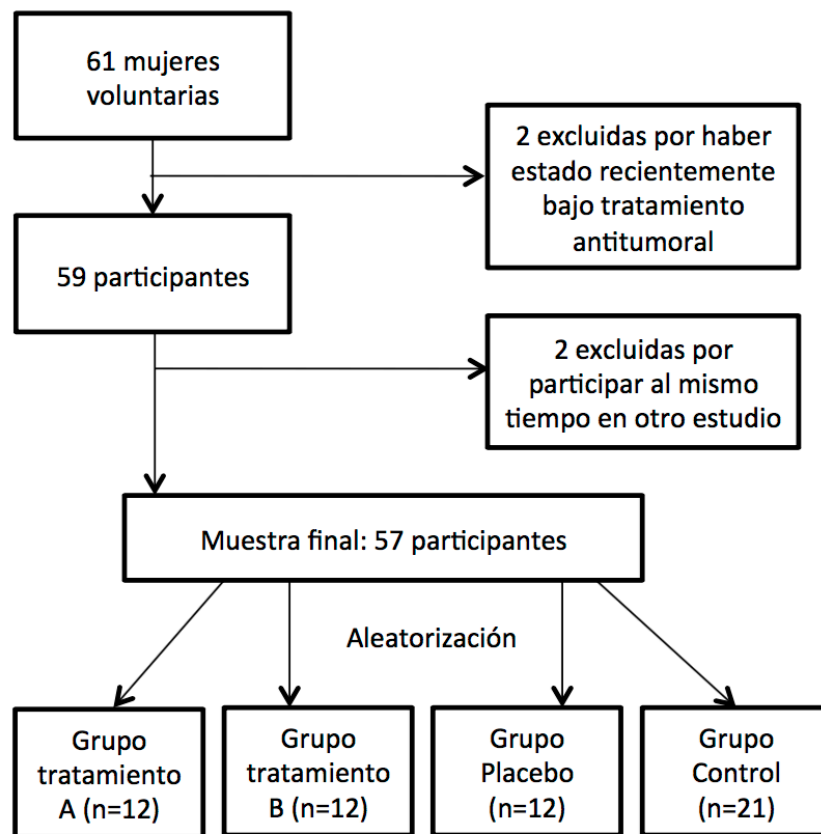 61 mujeres
voluntarias
2 excluidas por haber
estado recientemente
bajo tratamiento
antitumoral
59 participantes
2 excluidas por
participar al mismo
tiempo en otro estudio
Muestra final: 57 participantes
Aleatorización
Grupo
tratamiento
A (n=12)
Grupo
tratamiento
B (n=12)
Grupo
Placebo
(n=12)
Grupo
Control
(n=21)